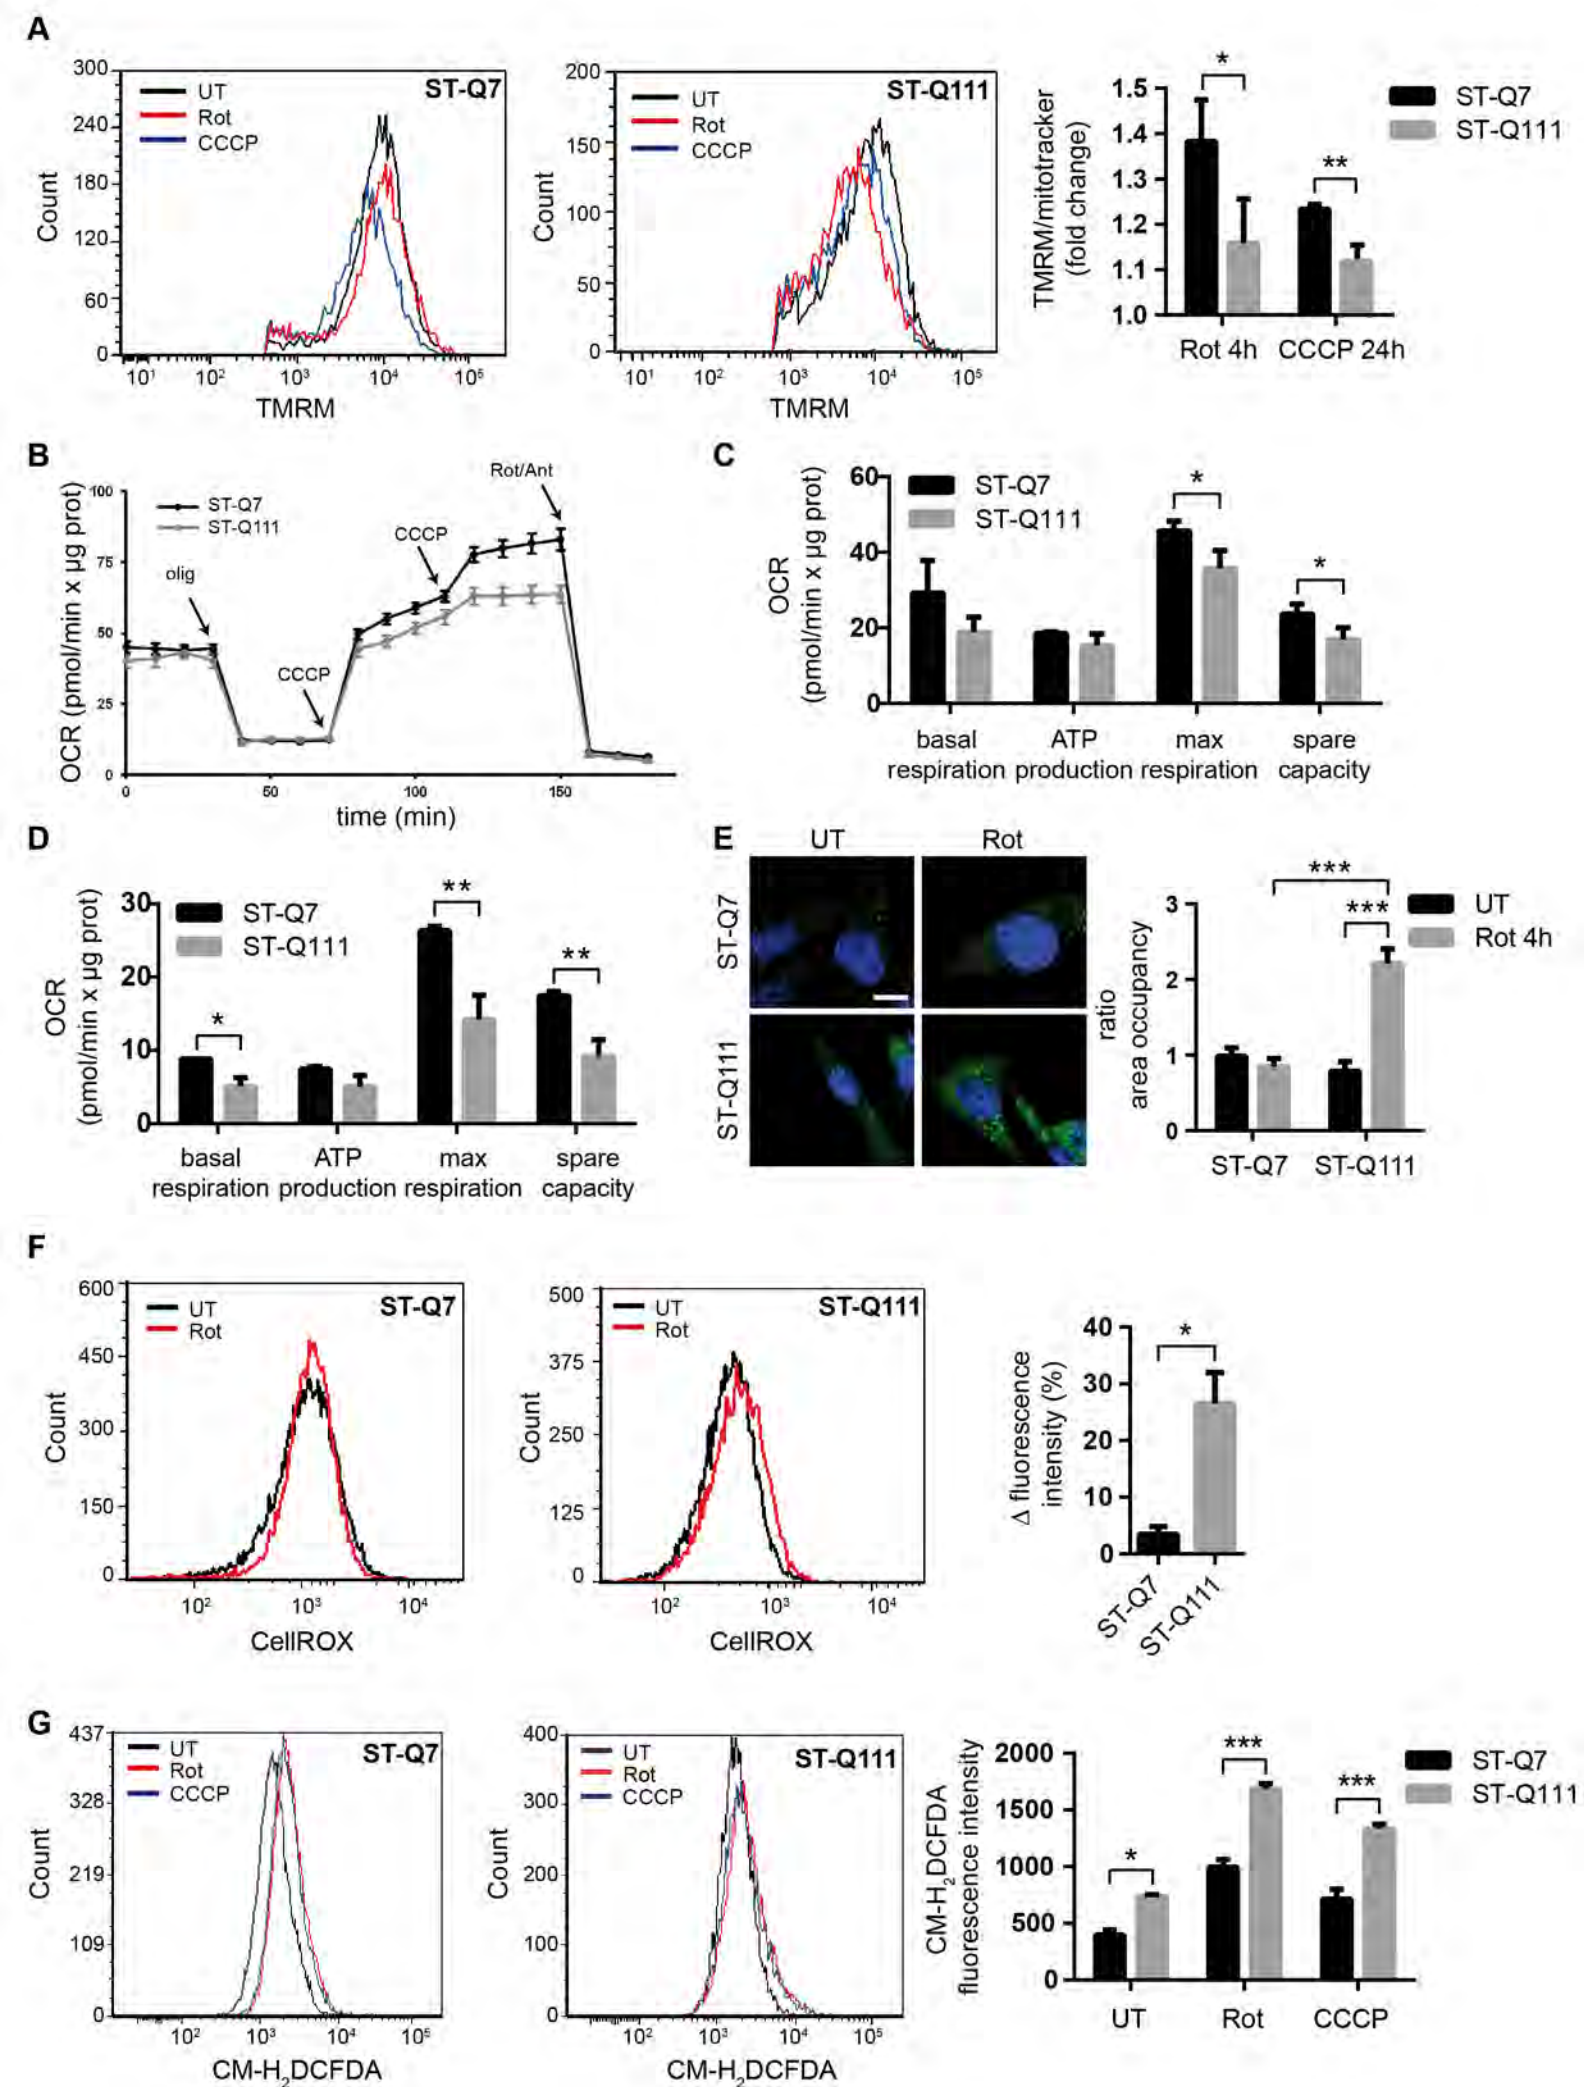 A
300
240
180
120
60
0
Count
UT
Rot
CCCP
ST-Q7
10¹ 10² 10³ 10⁴ 10⁵
TMRM
200
150
100
50
0
Count
UT
Rot
CCCP
ST-Q111
10¹ 10² 10³ 10⁴ 10⁵
TMRM
TMRM/mitotracker
(fold change)
1.5
1.4
1.3
1.2
1.1
1.0
*
**
ST-Q7
ST-Q111
Rot 4h CCCP 24h
B
OCR (pmol/min x µg prot)
100
75
50
25
0
ST-Q7
ST-Q111
olig
CCCP
CCCP
Rot/Ant
0 50 100 150
time (min)
C
OCR
(pmol/min x µg prot)
60
40
20
0
ST-Q7
ST-Q111
*
*
basal ATP max spare
respiration production respiration capacity
D
OCR
(pmol/min x µg prot)
30
20
10
0
ST-Q7
ST-Q111
*
**
**
basal ATP max spare
respiration production respiration capacity
E
UT Rot
ST-Q7
ST-Q111
ratio
area occupancy
3
2
1
0
***
***
UT
Rot 4h
ST-Q7 ST-Q111
F
600
450
300
150
0
Count
UT
Rot
ST-Q7
10² 10³ 10⁴
CellROX
500
375
250
125
0
Count
UT
Rot
ST-Q111
10² 10³ 10⁴
CellROX
Δ fluorescence
intensity (%)
40
30
20
10
0
*
ST-Q7
ST-Q111
G
437
328
219
109
0
Count
UT
Rot
CCCP
ST-Q7
10² 10³ 10⁴ 10⁵
CM-H₂DCFDA
400
300
200
100
0
Count
UT
Rot
CCCP
ST-Q111
10² 10³ 10⁴ 10⁵
CM-H₂DCFDA
CM-H₂DCFDA
fluorescence intensity
2000
1500
1000
500
0
*
***
***
ST-Q7
ST-Q111
UT Rot CCCP